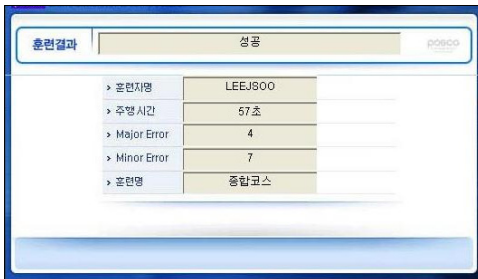 훈련결과 성공 posco
> 훈련자명 LEEJSOO
> 주행시간 57초
> Major Error 4
> Minor Error 7
> 훈련명 종합코스